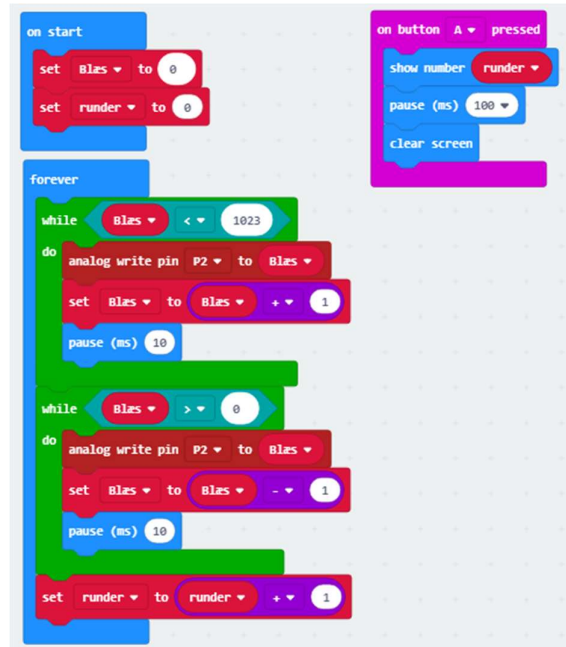 on start
set Blæs to 0
set runder to 0
on button A pressed
show number runder
pause (ms) 100
clear screen
forever
while Blæs < 1023
do
analog write pin P2 to Blæs
set Blæs to Blæs + 1
pause (ms) 10
while Blæs > 0
do
analog write pin P2 to Blæs
set Blæs to Blæs - 1
pause (ms) 10
set runder to runder + 1